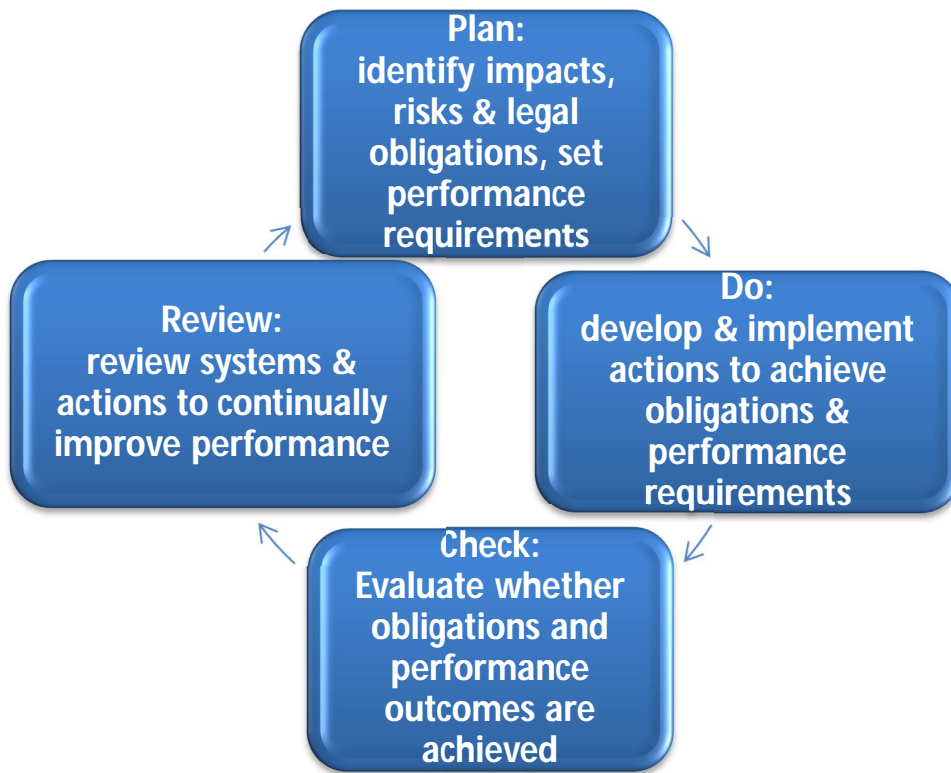 Plan:
identify impacts,
risks & legal
obligations, set
performance
requirements
Do:
develop & implement
actions to achieve
obligations &
performance
requirements
Check:
Evaluate whether
obligations and
performance
outcomes are
achieved
Review:
review systems &
actions to continually
improve performance